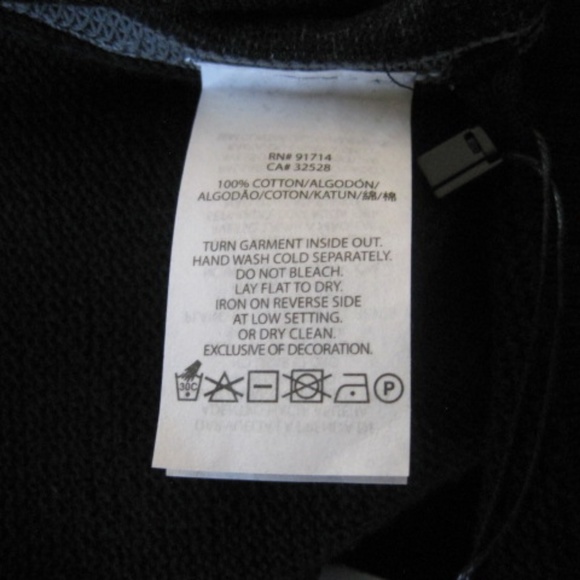 RN# 91714
CA# 32528
100% COTTON/ALGODÓN/
ALGODÃO/COTON/KATUN/綿/棉
TURN GARMENT INSIDE OUT.
HAND WASH COLD SEPARATELY.
DO NOT BLEACH.
LAY FLAT TO DRY.
IRON ON REVERSE SIDE
AT LOW SETTING.
OR DRY CLEAN.
EXCLUSIVE OF DECORATION.
30C P